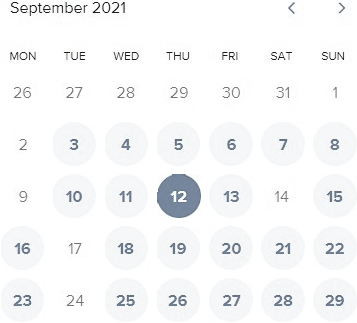 September 2021
MON TUE WED THU FRI SAT SUN
26 27 28 29 30 31 1
2 3 4 5 6 7 8
9 10 11 12 13 14 15
16 17 18 19 20 21 22
23 24 25 26 27 28 29